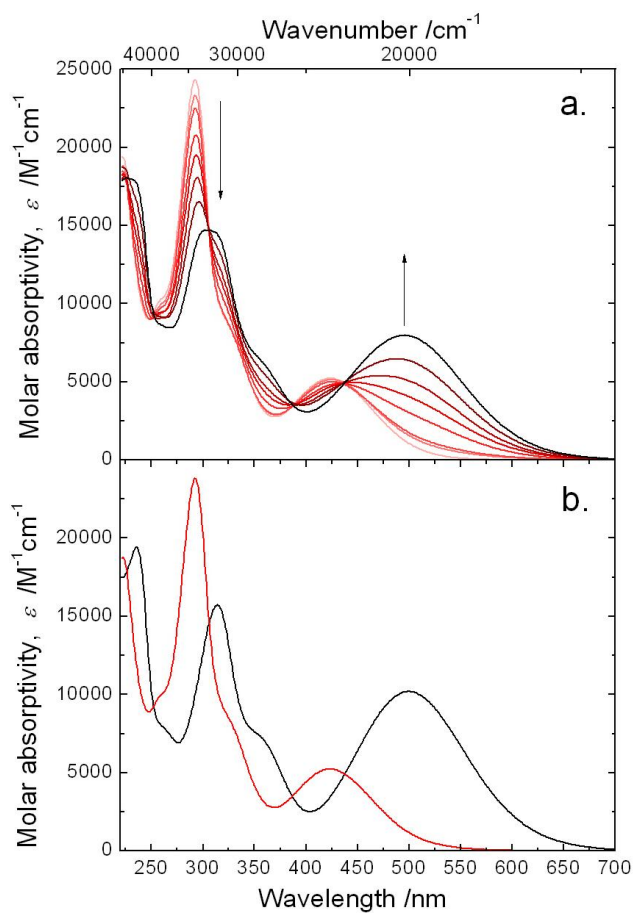 Wavenumber /cm⁻¹
40000 30000 20000
a.
Molar absorptivity, ε /M⁻¹cm⁻¹
25000
20000
15000
10000
5000
0
b.
Molar absorptivity, ε /M⁻¹cm⁻¹
20000
15000
10000
5000
0
250 300 350 400 450 500 550 600 650 700
Wavelength /nm